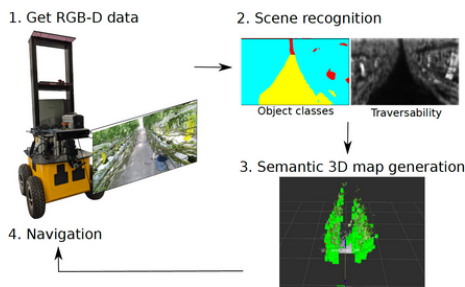 1. Get RGB-D data
2. Scene recognition
Object classes
Traversability
3. Semantic 3D map generation
4. Navigation